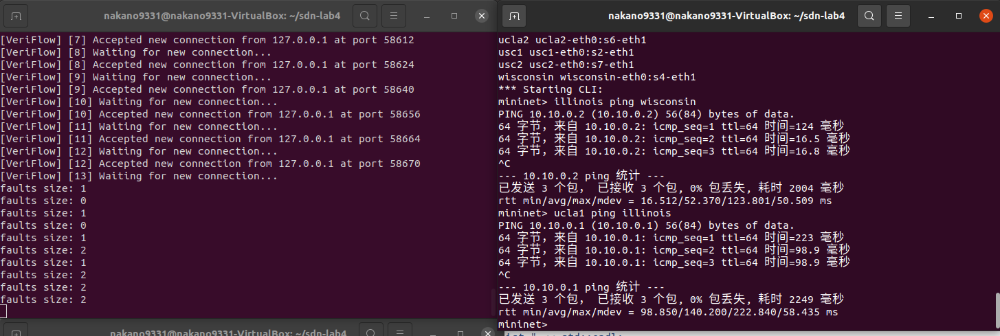 nakano9331@nakano9331-VirtualBox: ~/sdn-lab4
[VeriFlow] [7] Accepted new connection from 127.0.0.1 at port 58612
[VeriFlow] [8] Waiting for new connection...
[VeriFlow] [8] Accepted new connection from 127.0.0.1 at port 58624
[VeriFlow] [9] Waiting for new connection...
[VeriFlow] [9] Accepted new connection from 127.0.0.1 at port 58640
[VeriFlow] [10] Waiting for new connection...
[VeriFlow] [10] Accepted new connection from 127.0.0.1 at port 58656
[VeriFlow] [11] Waiting for new connection...
[VeriFlow] [11] Accepted new connection from 127.0.0.1 at port 58664
[VeriFlow] [12] Waiting for new connection...
[VeriFlow] [12] Accepted new connection from 127.0.0.1 at port 58670
[VeriFlow] [13] Waiting for new connection...
faults size: 1
faults size: 0
faults size: 1
faults size: 0
faults size: 1
faults size: 2
faults size: 1
faults size: 2
faults size: 2
faults size: 2
nakano9331@nakano9331-VirtualBox: ~/sdn-lab4
nakano9331@nakano9331-VirtualBox: ~/sdn-lab4
ucla2 ucla2-eth0:s6-eth1
usc1 usc1-eth0:s2-eth1
usc2 usc2-eth0:s7-eth1
wisconsin wisconsin-eth0:s4-eth1
*** Starting CLI:
mininet> illinois ping wisconsin
PING 10.10.0.2 (10.10.0.2) 56(84) bytes of data.
64 字节，来自 10.10.0.2: icmp_seq=1 ttl=64 时间=124 毫秒
64 字节，来自 10.10.0.2: icmp_seq=2 ttl=64 时间=16.5 毫秒
64 字节，来自 10.10.0.2: icmp_seq=3 ttl=64 时间=16.8 毫秒
^C
--- 10.10.0.2 ping 统计 ---
已发送 3 个包， 已接收 3 个包, 0% 包丢失, 耗时 2004 毫秒
rtt min/avg/max/mdev = 16.512/52.370/123.801/50.509 ms
mininet> ucla1 ping illinois
PING 10.10.0.1 (10.10.0.1) 56(84) bytes of data.
64 字节，来自 10.10.0.1: icmp_seq=1 ttl=64 时间=223 毫秒
64 字节，来自 10.10.0.1: icmp_seq=2 ttl=64 时间=98.9 毫秒
64 字节，来自 10.10.0.1: icmp_seq=3 ttl=64 时间=98.9 毫秒
^C
--- 10.10.0.1 ping 统计 ---
已发送 3 个包， 已接收 3 个包, 0% 包丢失, 耗时 2249 毫秒
rtt min/avg/max/mdev = 98.850/140.200/222.840/58.435 ms
mininet>